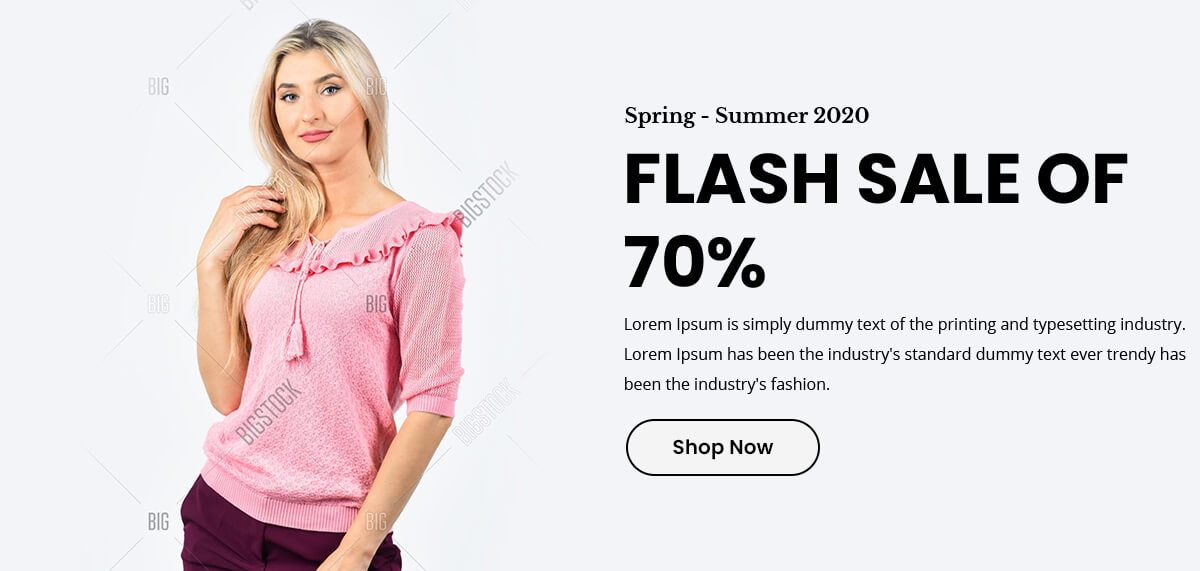 Spring - Summer 2020
FLASH SALE OF
70%
Lorem Ipsum is simply dummy text of the printing and typesetting industry.
Lorem Ipsum has been the industry's standard dummy text ever trendy has
been the industry's fashion.
Shop Now
BIGSTOCK
BIG
BIG
BIGSTOCK
BIG
BIG
BIGSTOCK
BIGSTOCK
BIG
BIG